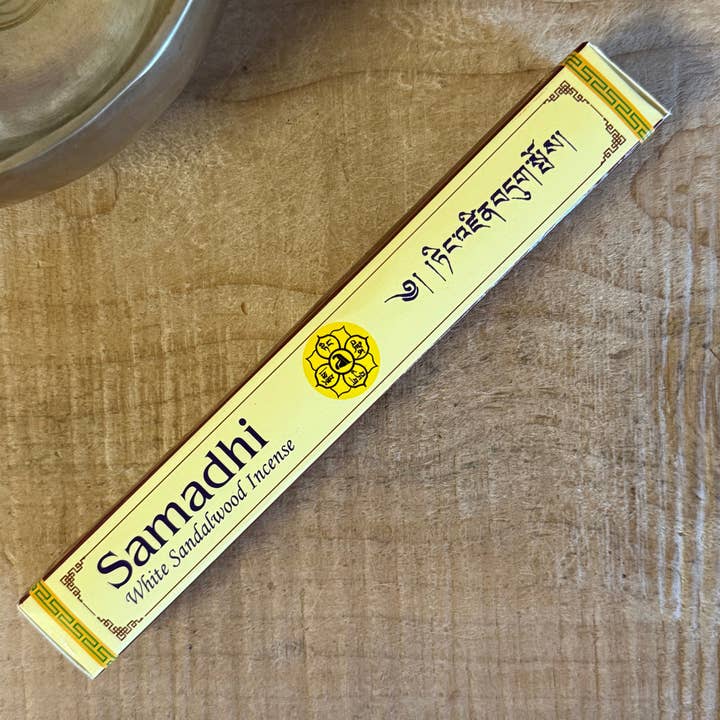 ༄། །ཏིང་འཛིན་བདུག་སྤོས།
Samadhi
White Sandalwood Incense